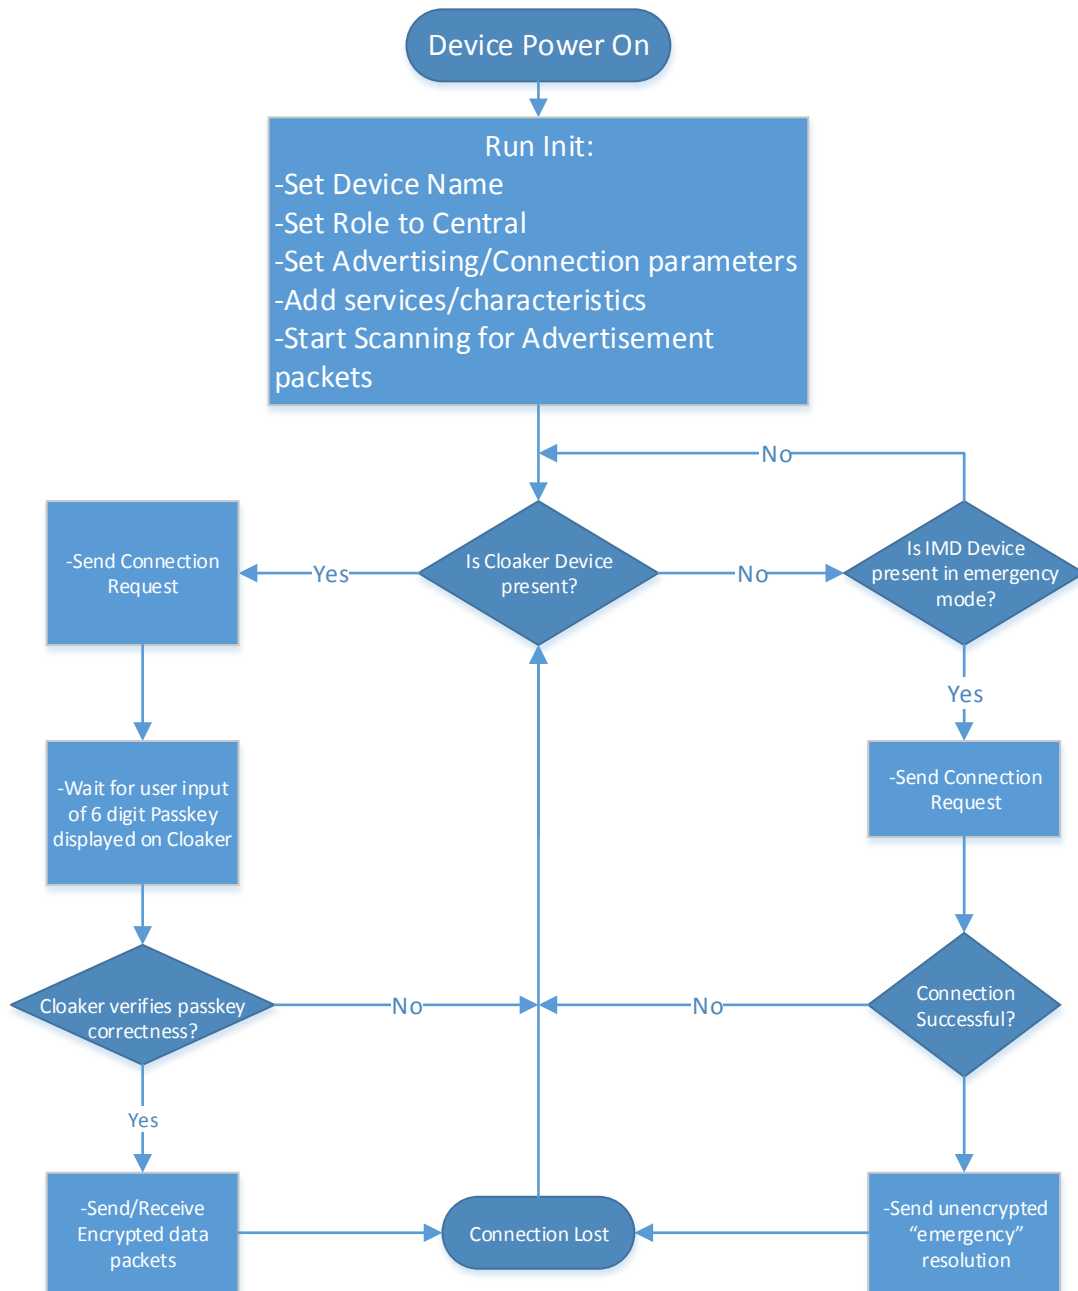 Device Power On
Run Init:
-Set Device Name
-Set Role to Central
-Set Advertising/Connection parameters
-Add services/characteristics
-Start Scanning for Advertisement
packets
No
-Send Connection
Request
Yes
Is Cloaker Device
present?
No
Is IMD Device
present in emergency
mode?
Yes
-Wait for user input
of 6 digit Passkey
displayed on Cloaker
-Send Connection
Request
Cloaker verifies passkey
correctness?
No
No
Connection
Successful?
Yes
-Send/Receive
Encrypted data
packets
Connection Lost
-Send unencrypted
“emergency”
resolution